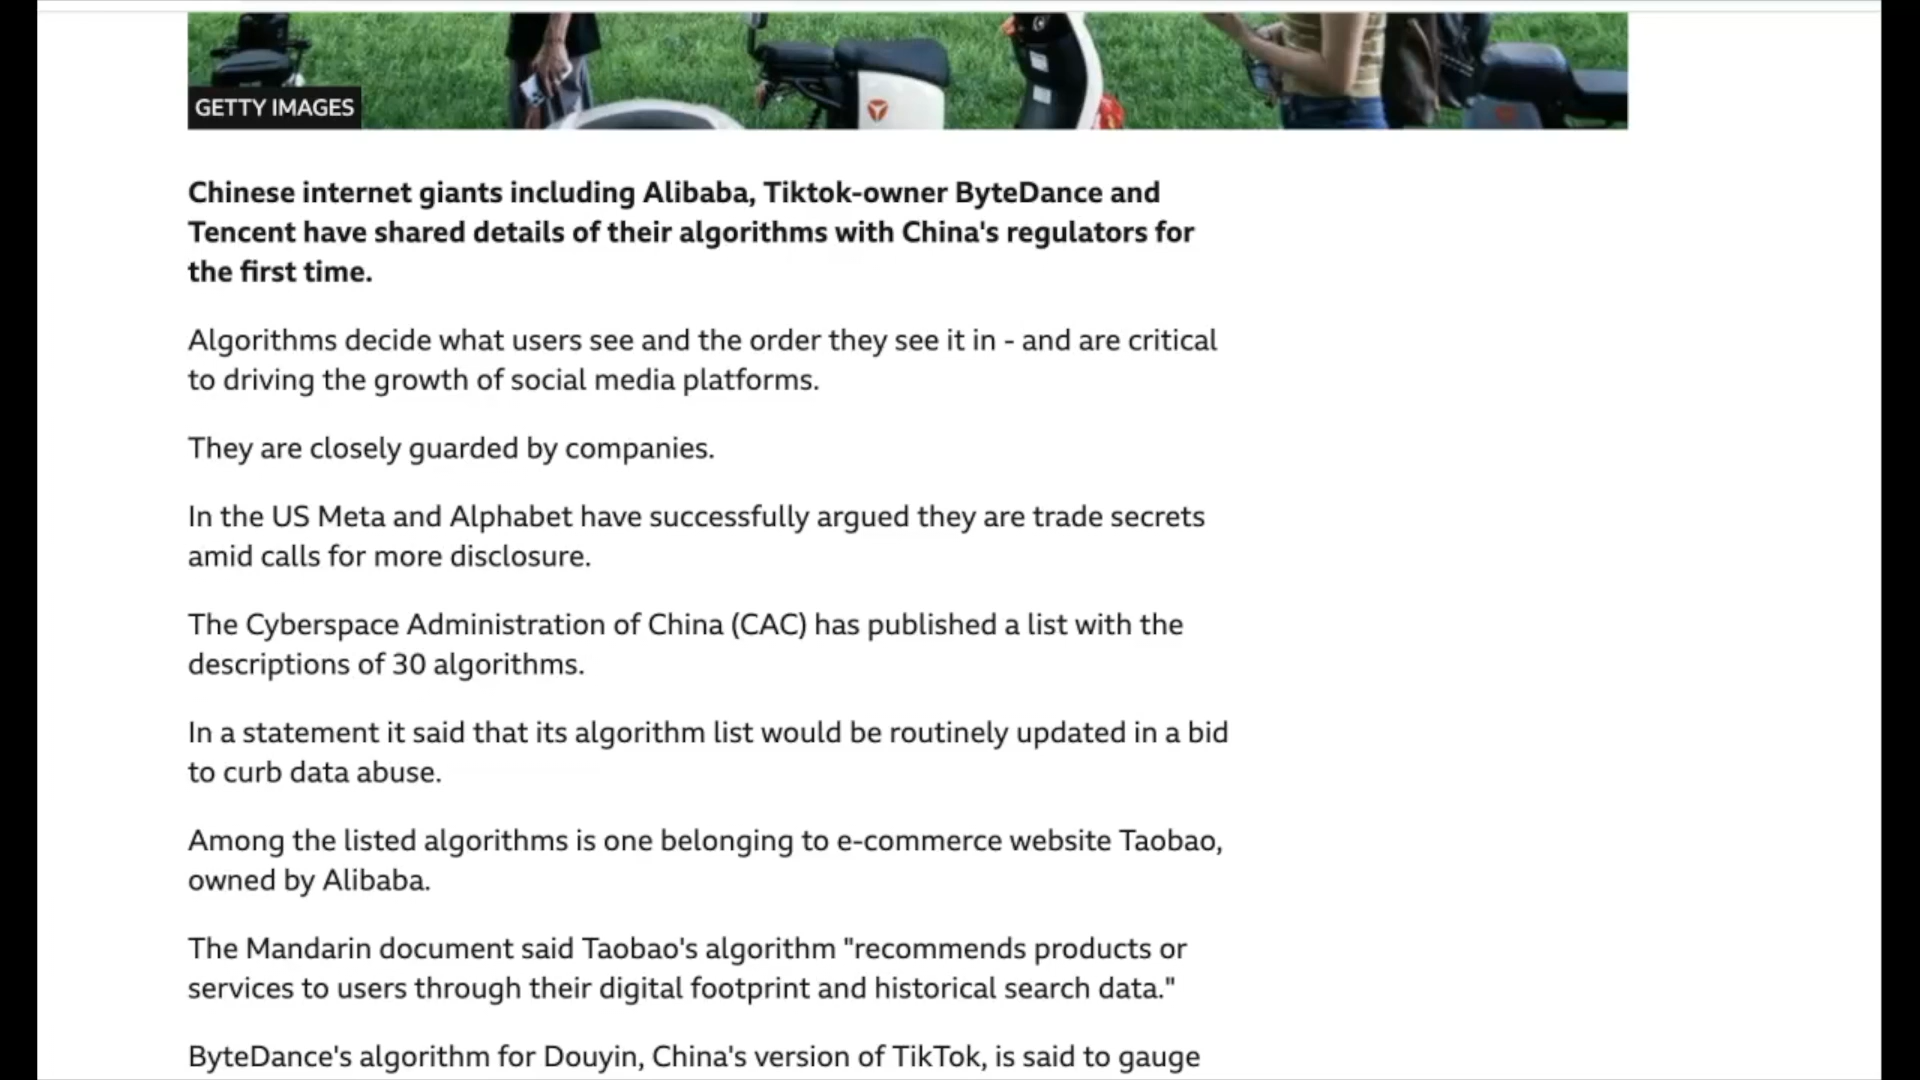 GETTY IMAGES
Chinese internet giants including Alibaba, Tiktok-owner ByteDance and
Tencent have shared details of their algorithms with China's regulators for
the first time.
Algorithms decide what users see and the order they see it in - and are critical
to driving the growth of social media platforms.
They are closely guarded by companies.
In the US Meta and Alphabet have successfully argued they are trade secrets
amid calls for more disclosure.
The Cyberspace Administration of China (CAC) has published a list with the
descriptions of 30 algorithms.
In a statement it said that its algorithm list would be routinely updated in a bid
to curb data abuse.
Among the listed algorithms is one belonging to e-commerce website Taobao,
owned by Alibaba.
The Mandarin document said Taobao's algorithm "recommends products or
services to users through their digital footprint and historical search data."
ByteDance's algorithm for Douyin, China's version of TikTok, is said to gauge